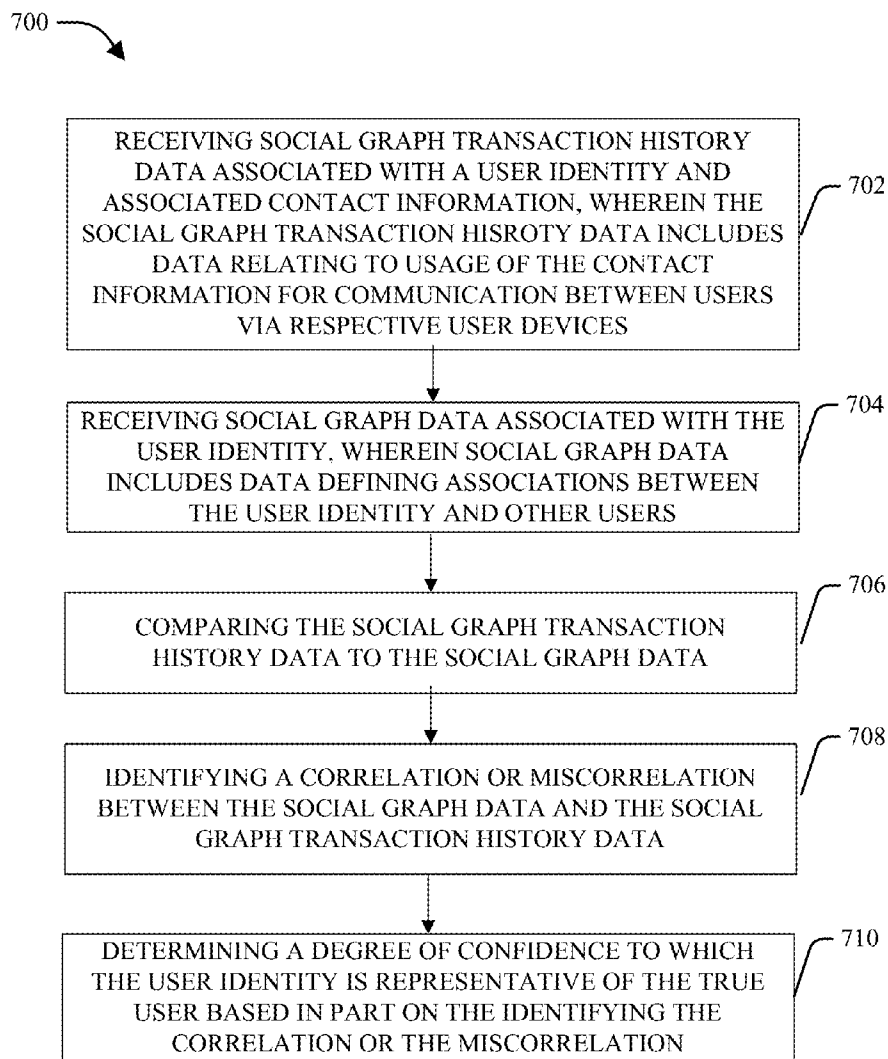 700
RECEIVING SOCIAL GRAPH TRANSACTION HISTORY
DATA ASSOCIATED WITH A USER IDENTITY AND
ASSOCIATED CONTACT INFORMATION, WHEREIN THE
SOCIAL GRAPH TRANSACTION HISROTY DATA INCLUDES
DATA RELATING TO USAGE OF THE CONTACT
INFORMATION FOR COMMUNICATION BETWEEN USERS
VIA RESPECTIVE USER DEVICES
702
RECEIVING SOCIAL GRAPH DATA ASSOCIATED WITH THE
USER IDENTITY, WHEREIN SOCIAL GRAPH DATA
INCLUDES DATA DEFINING ASSOCIATIONS BETWEEN
THE USER IDENTITY AND OTHER USERS
704
COMPARING THE SOCIAL GRAPH TRANSACTION
HISTORY DATA TO THE SOCIAL GRAPH DATA
706
IDENTIFYING A CORRELATION OR MISCORRELATION
BETWEEN THE SOCIAL GRAPH DATA AND THE SOCIAL
GRAPH TRANSACTION HISTORY DATA
708
DETERMINING A DEGREE OF CONFIDENCE TO WHICH
THE USER IDENTITY IS REPRESENTATIVE OF THE TRUE
USER BASED IN PART ON THE IDENTIFYING THE
CORRELATION OR THE MISCORRELATION
710